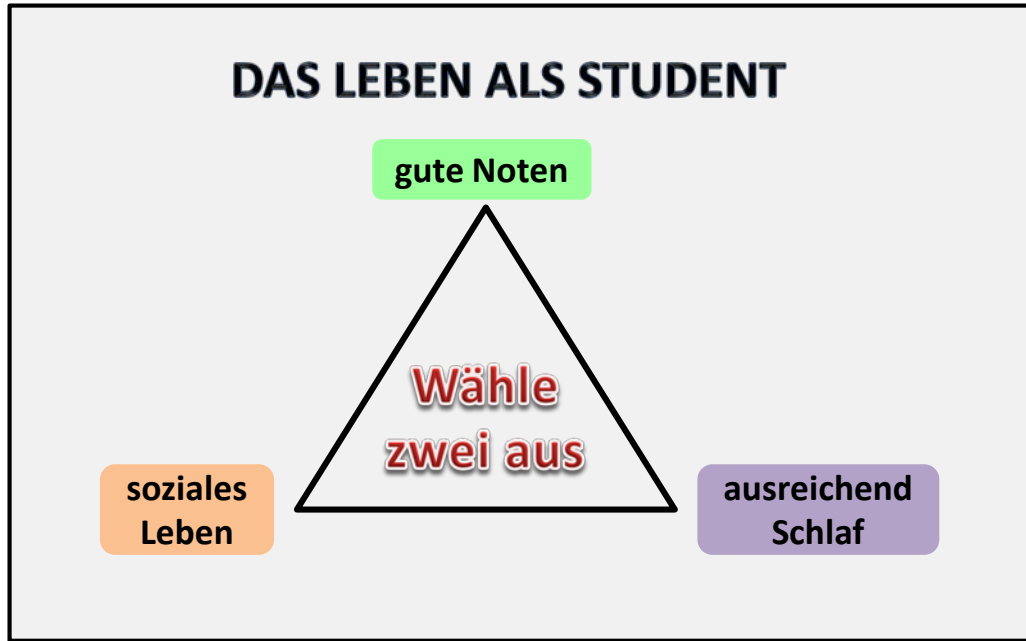 DAS LEBEN ALS STUDENT
gute Noten
Wähle
zwei aus
soziales
Leben
ausreichend
Schlaf